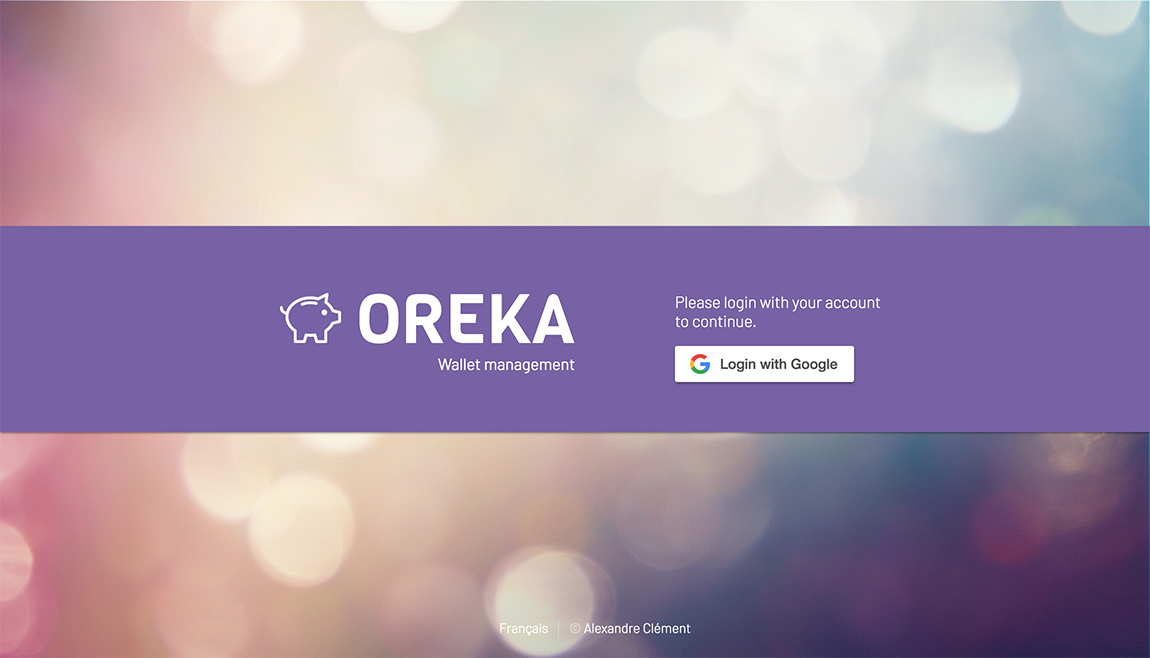 OREKA
Wallet management
Please login with your account
to continue.
Login with Google
Français
© Alexandre Clément